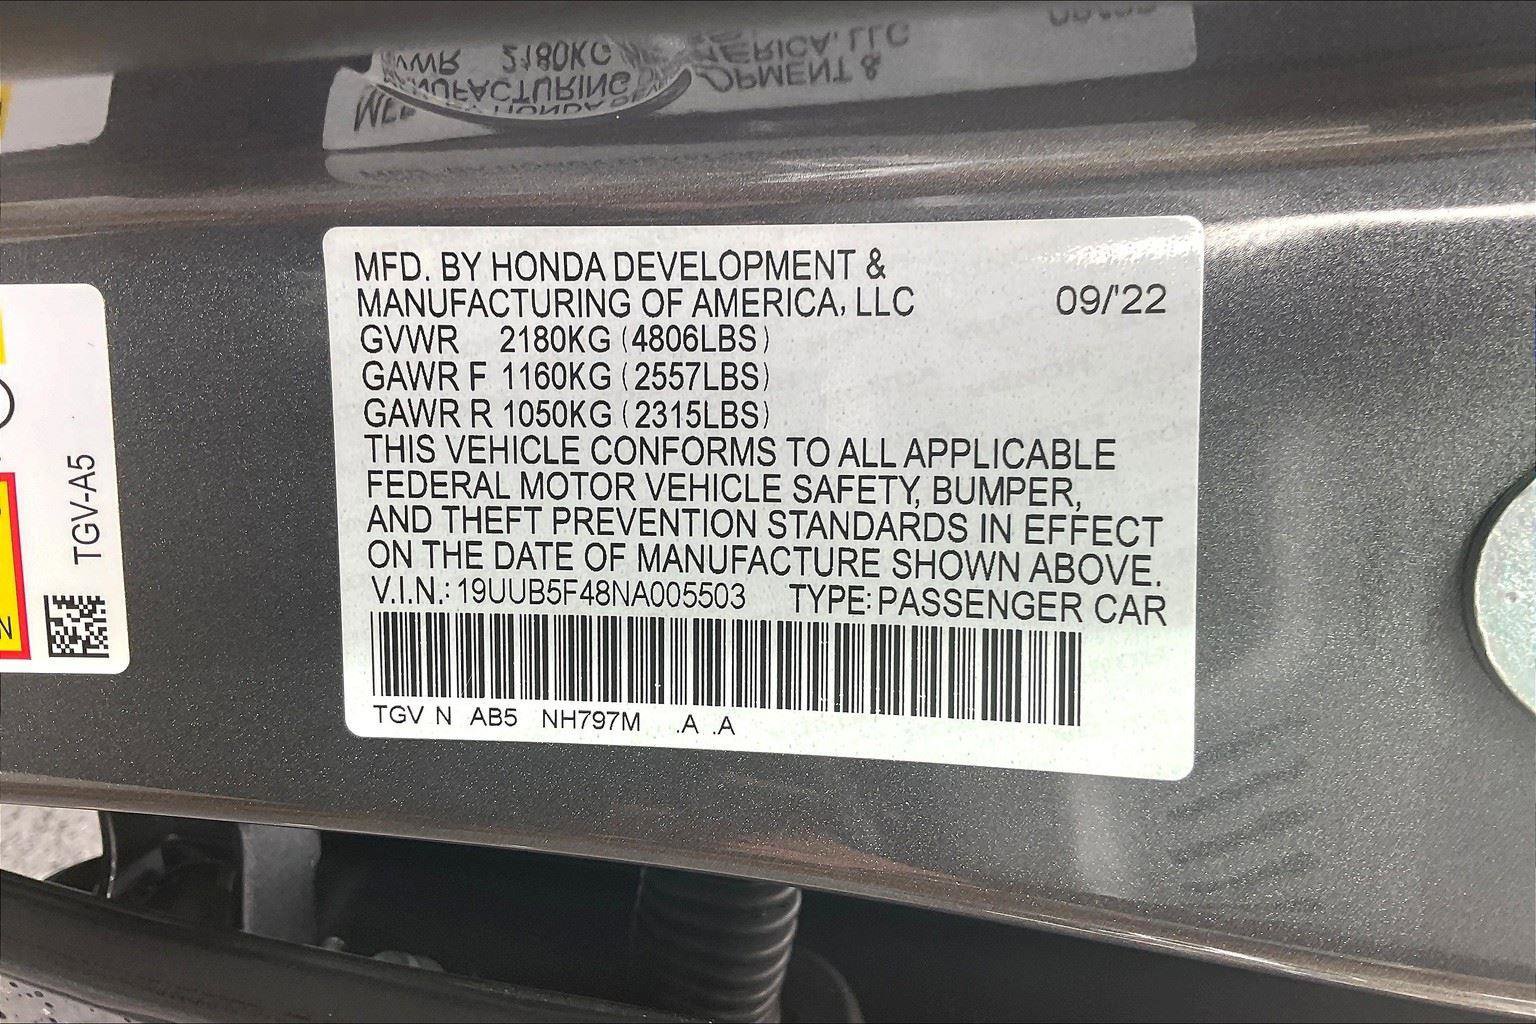 MFD. BY HONDA DEVELOPMENT &
MANUFACTURING OF AMERICA, LLC 09/'22
GVWR 2180KG (4806LBS)
GAWR F 1160KG (2557LBS)
GAWR R 1050KG (2315LBS)
THIS VEHICLE CONFORMS TO ALL APPLICABLE
FEDERAL MOTOR VEHICLE SAFETY, BUMPER,
AND THEFT PREVENTION STANDARDS IN EFFECT
ON THE DATE OF MANUFACTURE SHOWN ABOVE.
V.I.N.: 19UUB5F48NA005503 TYPE: PASSENGER CAR
TGV N AB5 NH797M .A .A
TGV-A5